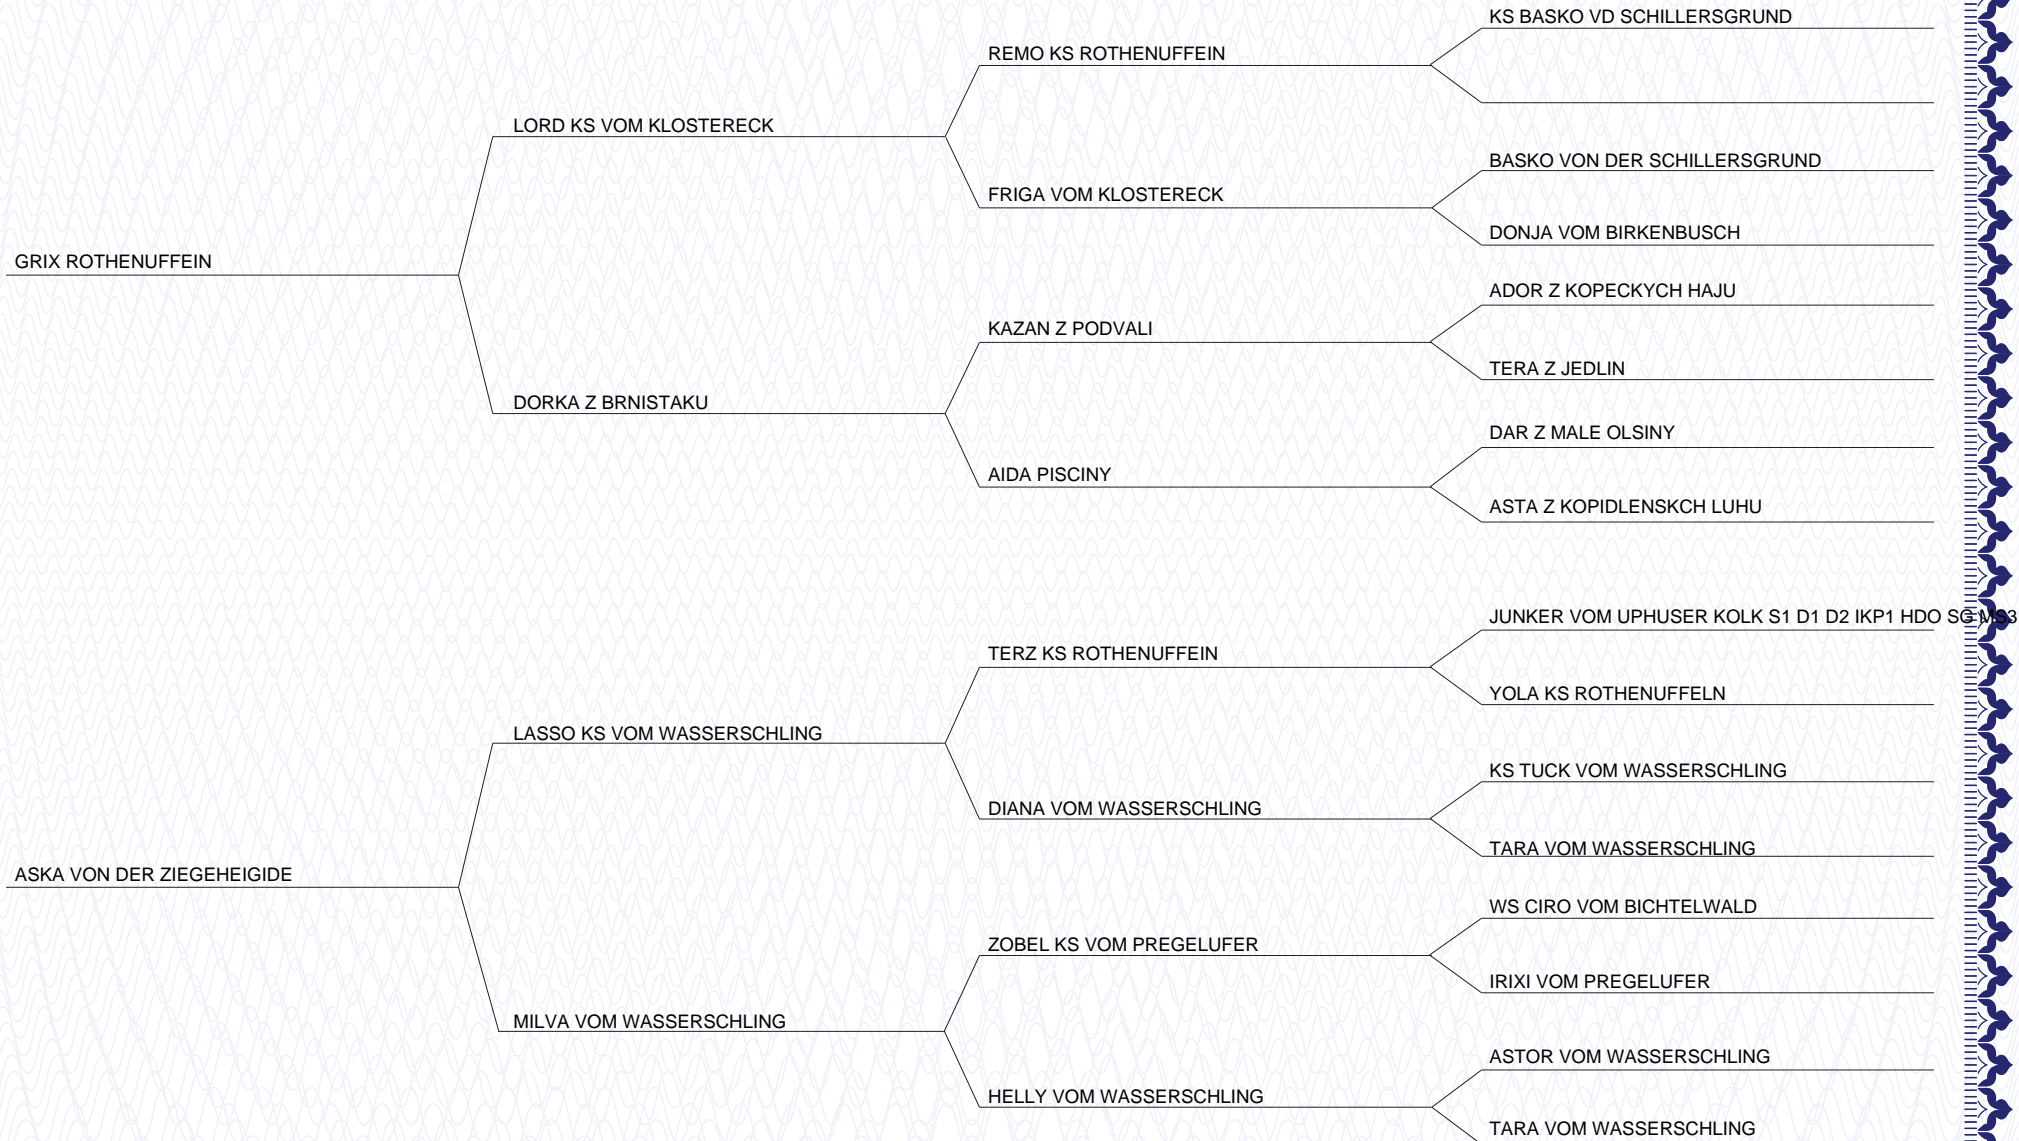 KS BASKO VD SCHILLERSGRUND
REMO KS ROTHENUFFEIN
LORD KS VOM KLOSTERECK
BASKO VON DER SCHILLERSGRUND
FRIGA VOM KLOSTERECK
DONJA VOM BIRKENBUSCH
GRIX ROTHENUFFEIN
ADOR Z KOPECKYCH HAJU
KAZAN Z PODVALI
TERA Z JEDLIN
DORKA Z BRNISTAKU
DAR Z MALE OLSINY
AIDA PISCINY
ASTA Z KOPIDLENSKCH LUHU
JUNKER VOM UPHUSER KOLK S1 D1 D2 IKP1 HDO SG MS3
TERZ KS ROTHENUFFEIN
YOLA KS ROTHENUFFELN
LASSO KS VOM WASSERSCHLING
KS TUCK VOM WASSERSCHLING
DIANA VOM WASSERSCHLING
TARA VOM WASSERSCHLING
ASKA VON DER ZIEGEHEIGIDE
WS CIRO VOM BICHTELWALD
ZOBEL KS VOM PREGELUFER
IRIXI VOM PREGELUFER
MILVA VOM WASSERSCHLING
ASTOR VOM WASSERSCHLING
HELLY VOM WASSERSCHLING
TARA VOM WASSERSCHLING